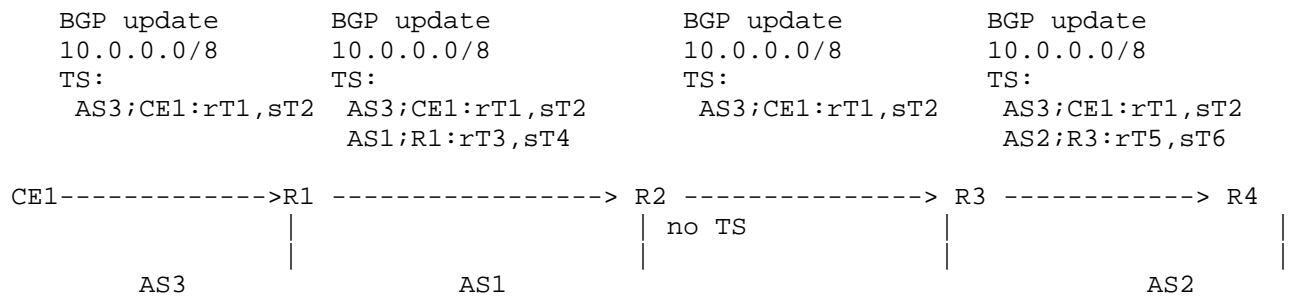 BGP update BGP update BGP update BGP update
10.0.0.0/8 10.0.0.0/8 10.0.0.0/8 10.0.0.0/8
TS: TS: TS: TS:
AS3;CE1:rT1,sT2 AS3;CE1:rT1,sT2 AS3;CE1:rT1,sT2 AS3;CE1:rT1,sT2
AS1;R1:rT3,sT4 AS2;R3:rT5,sT6
CE1------------->R1 -----------------> R2 ---------------> R3 ------------> R4
| | no TS | |
| | | |
AS3 AS1 AS2